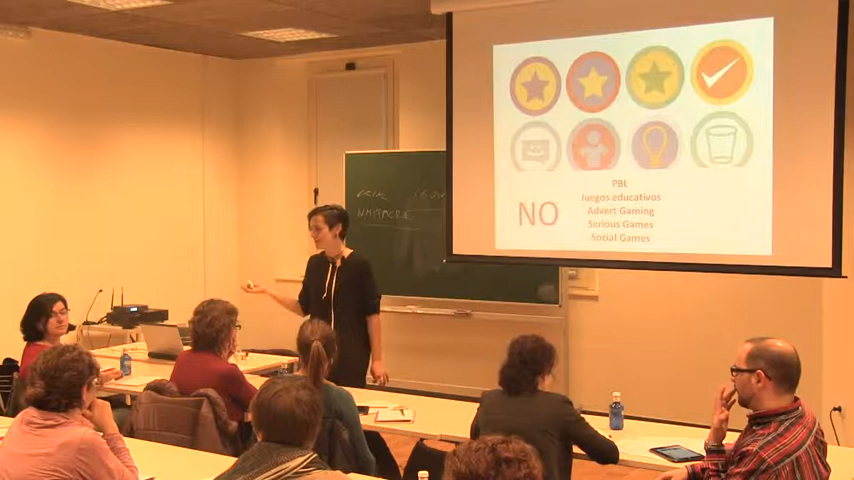 NO
PBL
Juegos educativos
Advert Gaming
Serious Games
Social Games